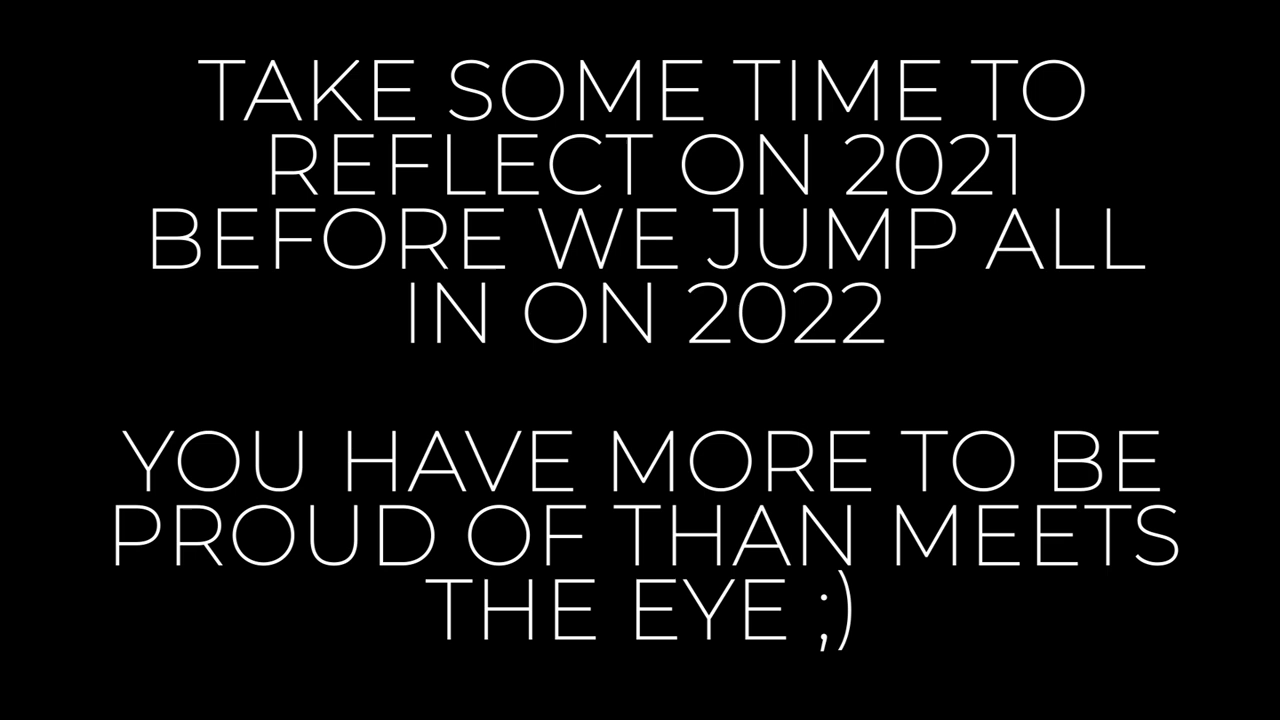 TAKE SOME TIME TO
REFLECT ON 2021
BEFORE WE JUMP ALL
IN ON 2022
YOU HAVE MORE TO BE
PROUD OF THAN MEETS
THE EYE ;)